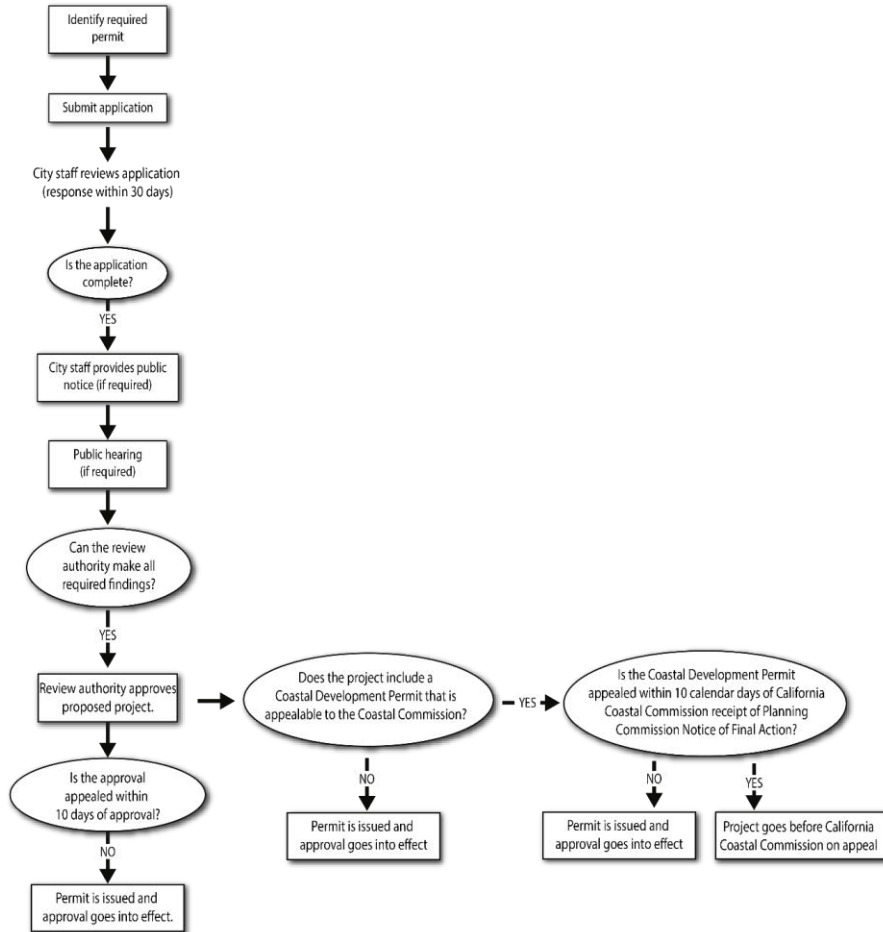 Identify required
permit
Submit application
City staff reviews application
(response within 30 days)
Is the application
complete?
YES
City staff provides public
notice (if required)
Public hearing
(if required)
Can the review
authority make all
required findings?
YES
Review authority approves
proposed project.
Does the project include a
Coastal Development Permit that is
appealable to the Coastal Commission?
YES
Is the Coastal Development Permit
appealed within 10 calendar days of California
Coastal Commission receipt of Planning
Commission Notice of Final Action?
Is the approval
appealed within
10 days of approval?
NO
Permit is issued and
approval goes into effect.
NO
Permit is issued and
approval goes into effect
NO
Permit is issued and
approval goes into effect
YES
Project goes before California
Coastal Commission on appeal